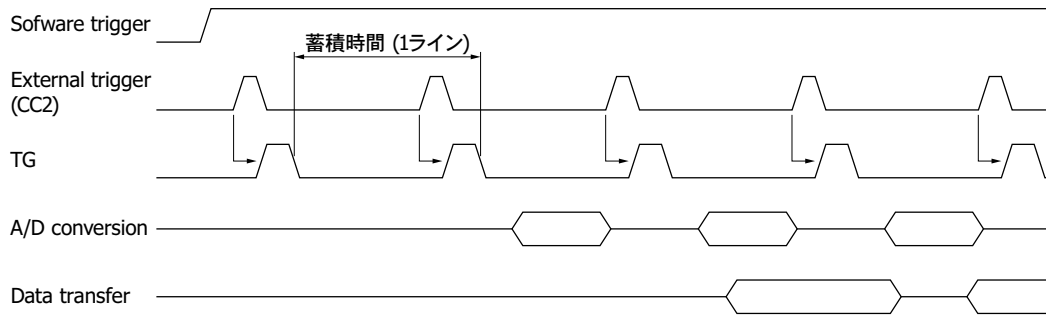 Sofware trigger
蓄積時間 (1ライン)
External trigger
(CC2)
TG
A/D conversion
Data transfer